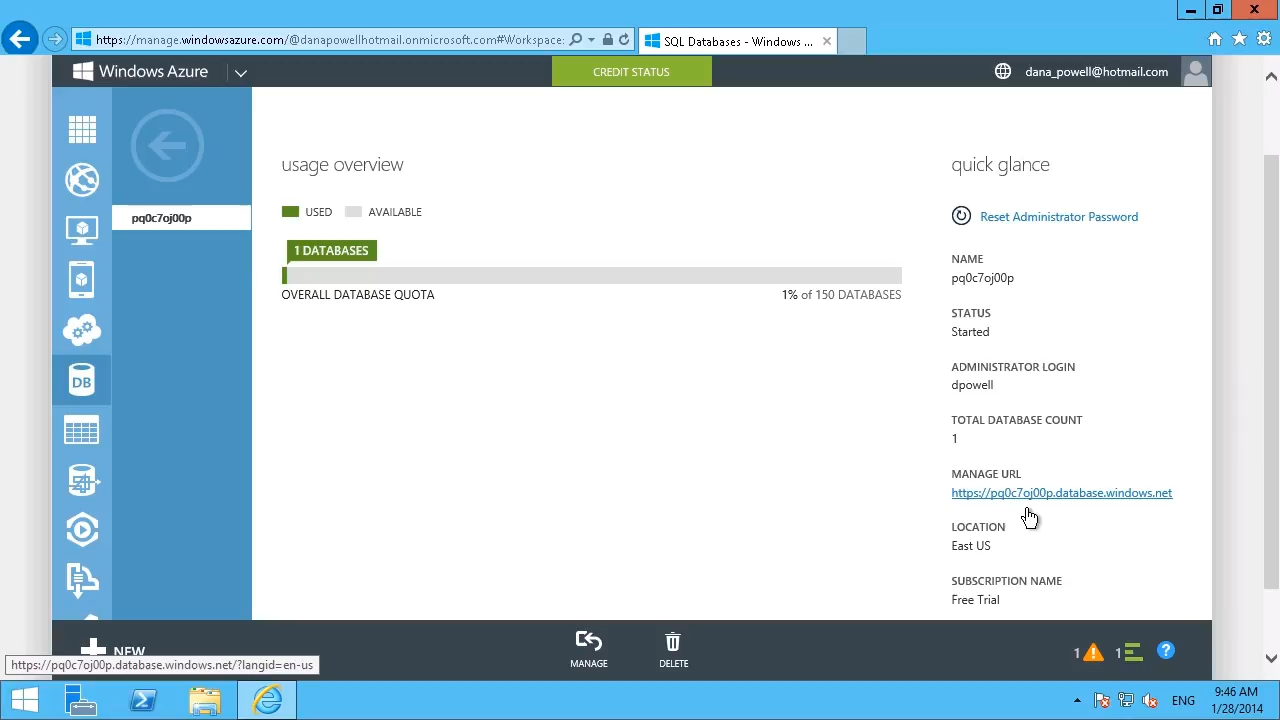 https://manage.windowsazure.com/@danapowellhotmail.onmicrosoft.com#Workspace:
SQL Databases - Windows ...
Windows Azure
CREDIT STATUS
dana_powell@hotmail.com
pq0c7oj00p
usage overview
USED
AVAILABLE
1 DATABASES
OVERALL DATABASE QUOTA
1% of 150 DATABASES
quick glance
Reset Administrator Password
NAME
pq0c7oj00p
STATUS
Started
ADMINISTRATOR LOGIN
dpowell
TOTAL DATABASE COUNT
1
MANAGE URL
https://pq0c7oj00p.database.windows.net
LOCATION
East US
SUBSCRIPTION NAME
Free Trial
DB
NEW
MANAGE
DELETE
1
1
?
https://pq0c7oj00p.database.windows.net/?langid=en-us
ENG
9:46 AM
1/28/2014